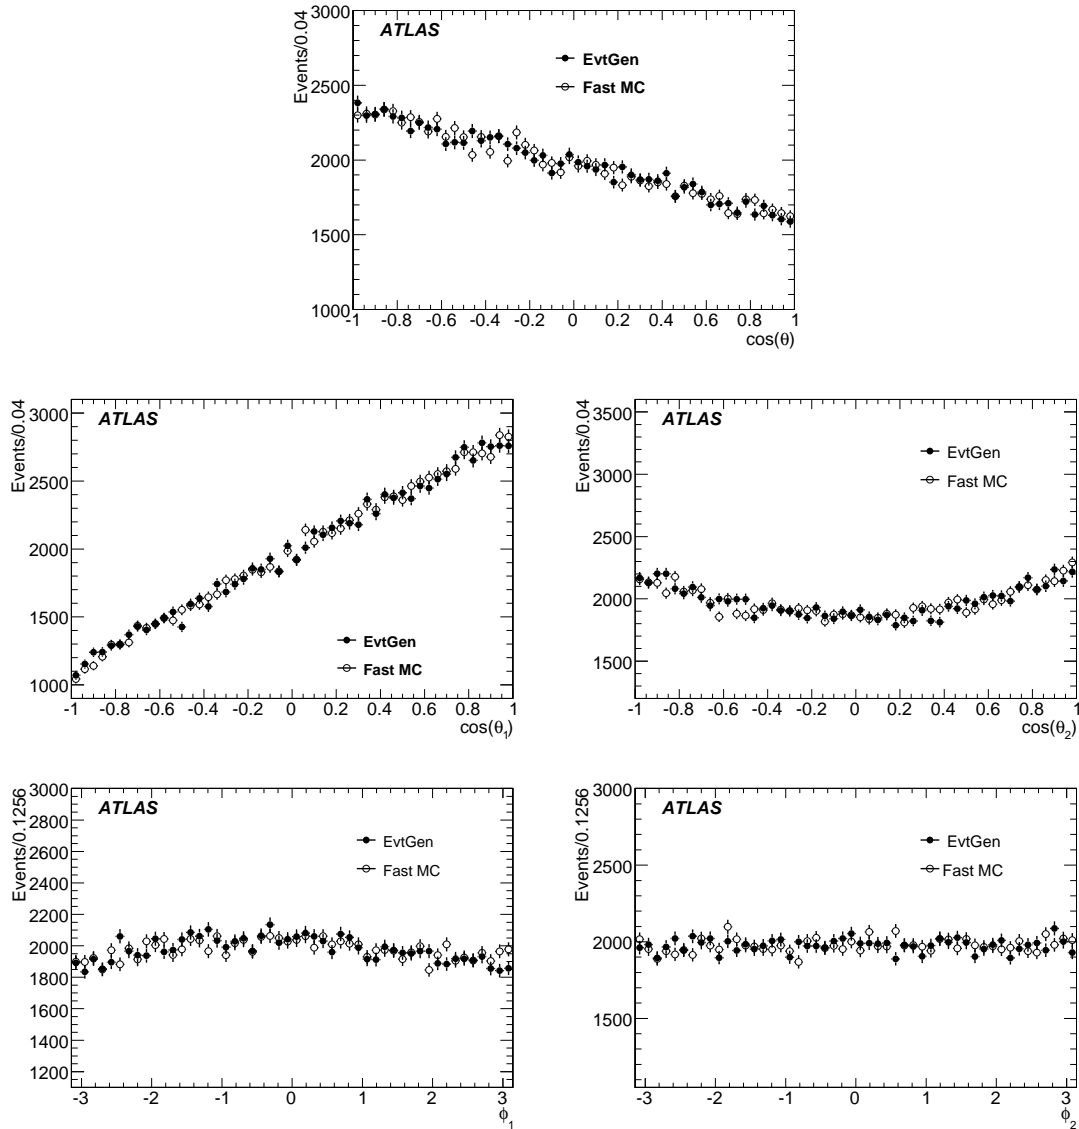 Events/0.04
3000
2500
2000
1500
1000
ATLAS
EvtGen
Fast MC
-1 -0.8 -0.6 -0.4 -0.2 0 0.2 0.4 0.6 0.8 1
cos(θ)
Events/0.04
3000
2500
2000
1500
1000
ATLAS
EvtGen
Fast MC
-1 -0.8 -0.6 -0.4 -0.2 0 0.2 0.4 0.6 0.8 1
cos(θ₁)
Events/0.04
3500
3000
2500
2000
1500
ATLAS
EvtGen
Fast MC
-1 -0.8 -0.6 -0.4 -0.2 0 0.2 0.4 0.6 0.8 1
cos(θ₂)
Events/0.1256
3000
2800
2600
2400
2200
2000
1800
1600
1400
1200
ATLAS
EvtGen
Fast MC
-3 -2 -1 0 1 2 3
ϕ₁
Events/0.1256
3000
2500
2000
1500
ATLAS
EvtGen
Fast MC
-3 -2 -1 0 1 2 3
ϕ₂